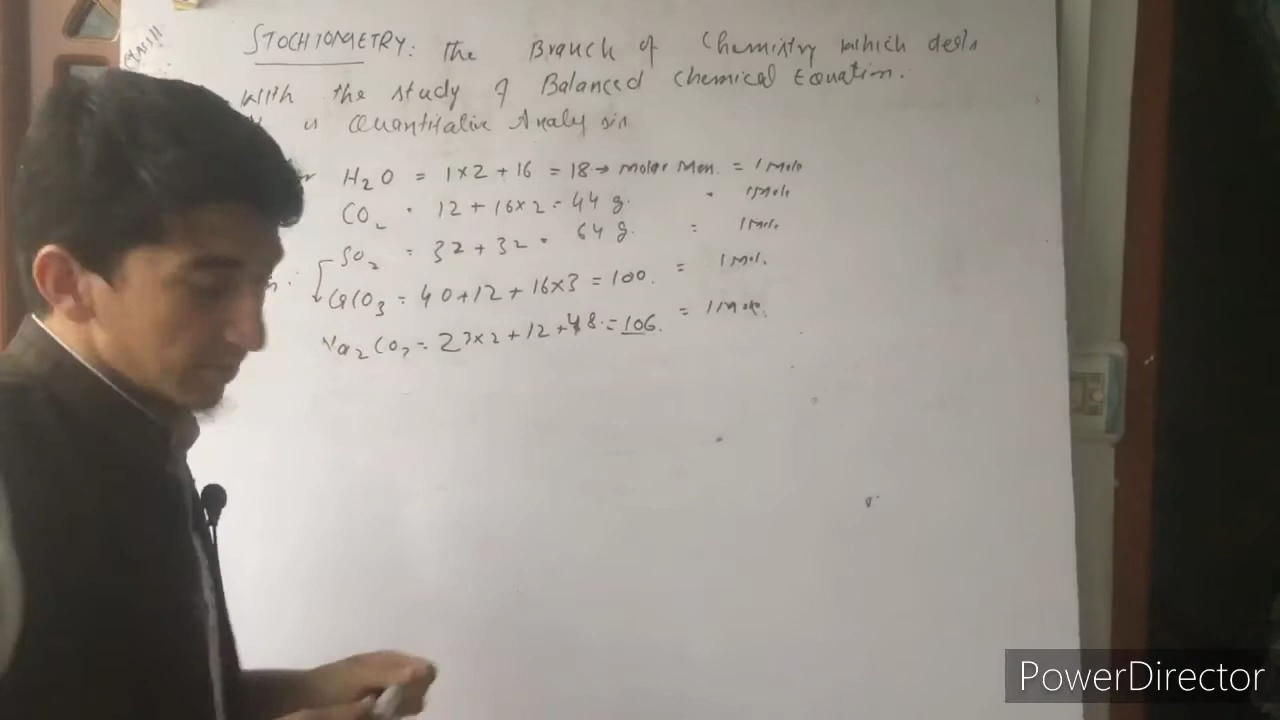 STOCHIOMETRY: The Branch of Chemistry which deals
with the study of Balanced Chemical Equation.
is Quantitative Analysis
H₂O = 1×2 + 16 = 18 → molar = 1 mole
CO₂ = 12 + 16×2 = 44 g. = 1 mole
SO₂ = 32 + 32 = 64 g. = 1 mole.
CaCO₃ = 40 + 12 + 16×3 = 100. = 1 mol.
Na₂CO₃ = 23×2 + 12 + 48. = 106. = 1 mole.
PowerDirector